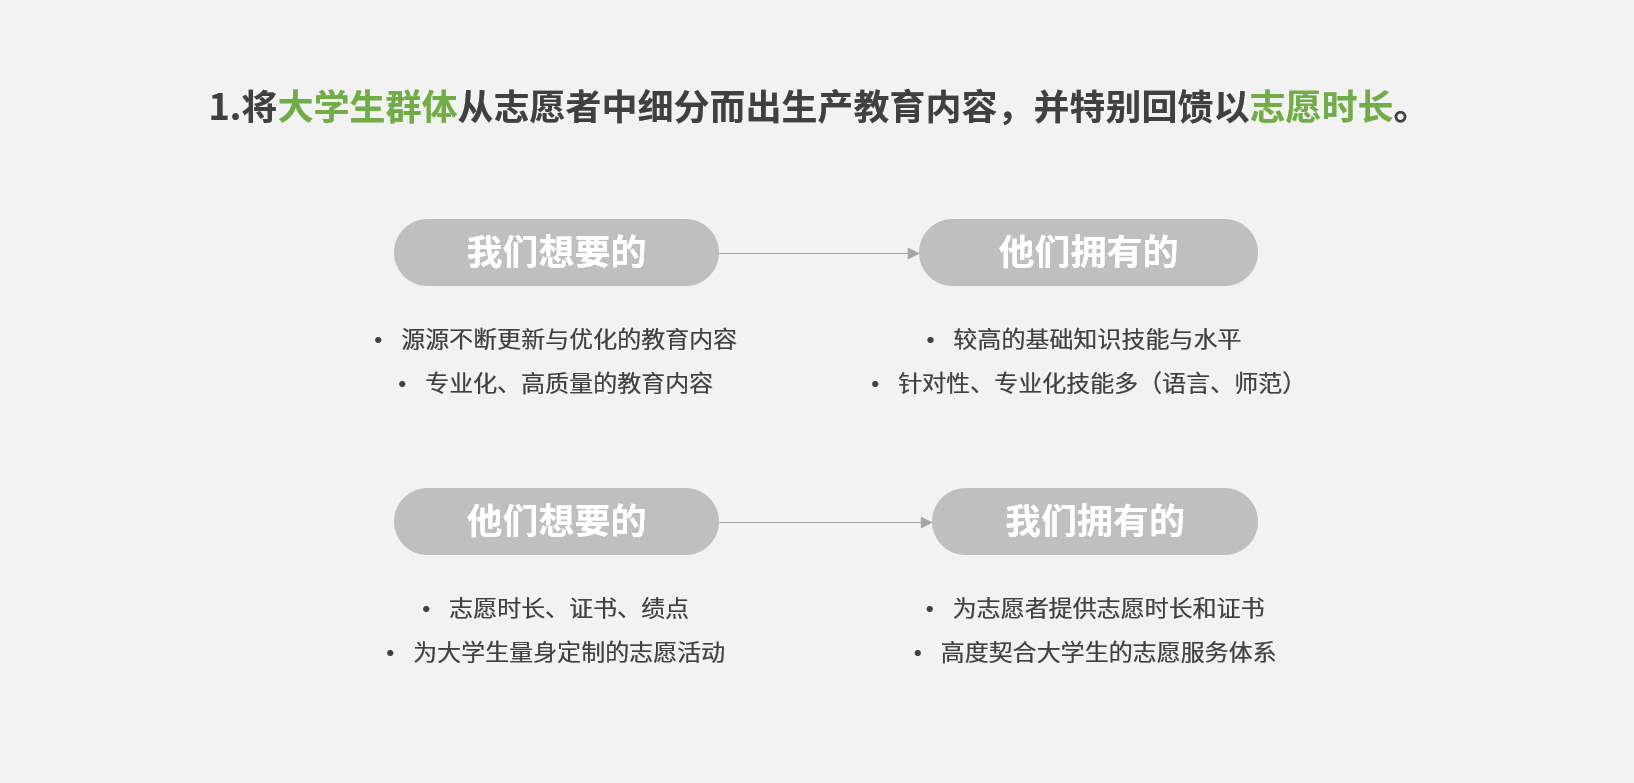 1.将大学生群体从志愿者中细分而出生产教育内容，并特别回馈以志愿时长。
我们想要的
他们拥有的
• 源源不断更新与优化的教育内容
• 专业化、高质量的教育内容
• 较高的基础知识技能与水平
• 针对性、专业化技能多（语言、师范）
他们想要的
我们拥有的
• 志愿时长、证书、绩点
• 为大学生量身定制的志愿活动
• 为志愿者提供志愿时长和证书
• 高度契合大学生的志愿服务体系